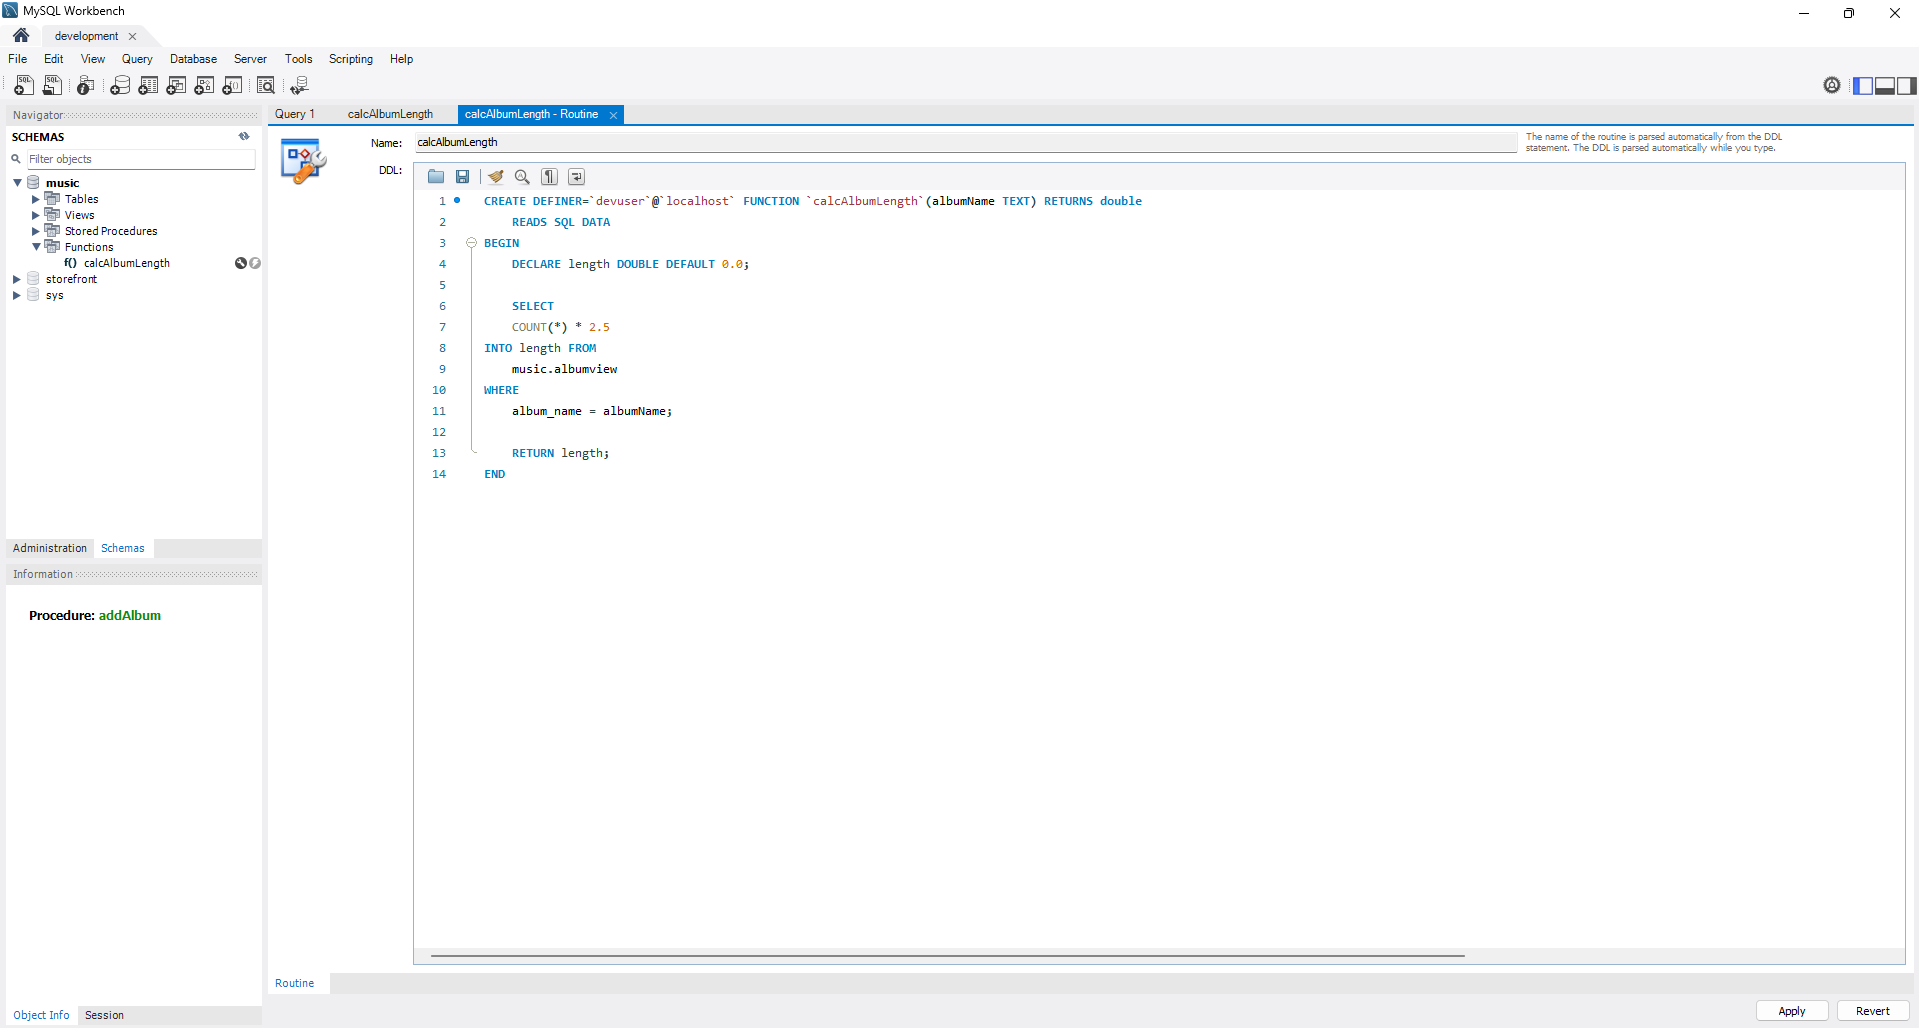 MySQL Workbench
development
File Edit View Query Database Server Tools Scripting Help
Navigator
SCHEMAS
Filter objects
music
Tables
Views
Stored Procedures
Functions
f() calcAlbumLength
storefront
sys
Administration Schemas
Information
Procedure: addAlbum
Object Info Session
Query 1 calcAlbumLength calcAlbumLength - Routine
Name: calcAlbumLength
The name of the routine is parsed automatically from the DDL
statement. The DDL is parsed automatically while you type.
DDL:
1 CREATE DEFINER=`devuser`@`localhost` FUNCTION `calcAlbumLength`(albumName TEXT) RETURNS double
2 READS SQL DATA
3 BEGIN
4 DECLARE length DOUBLE DEFAULT 0.0;
5
6 SELECT
7 COUNT(*) * 2.5
8 INTO length FROM
9 music.albumview
10 WHERE
11 album_name = albumName;
12
13 RETURN length;
14 END
Routine
Apply Revert